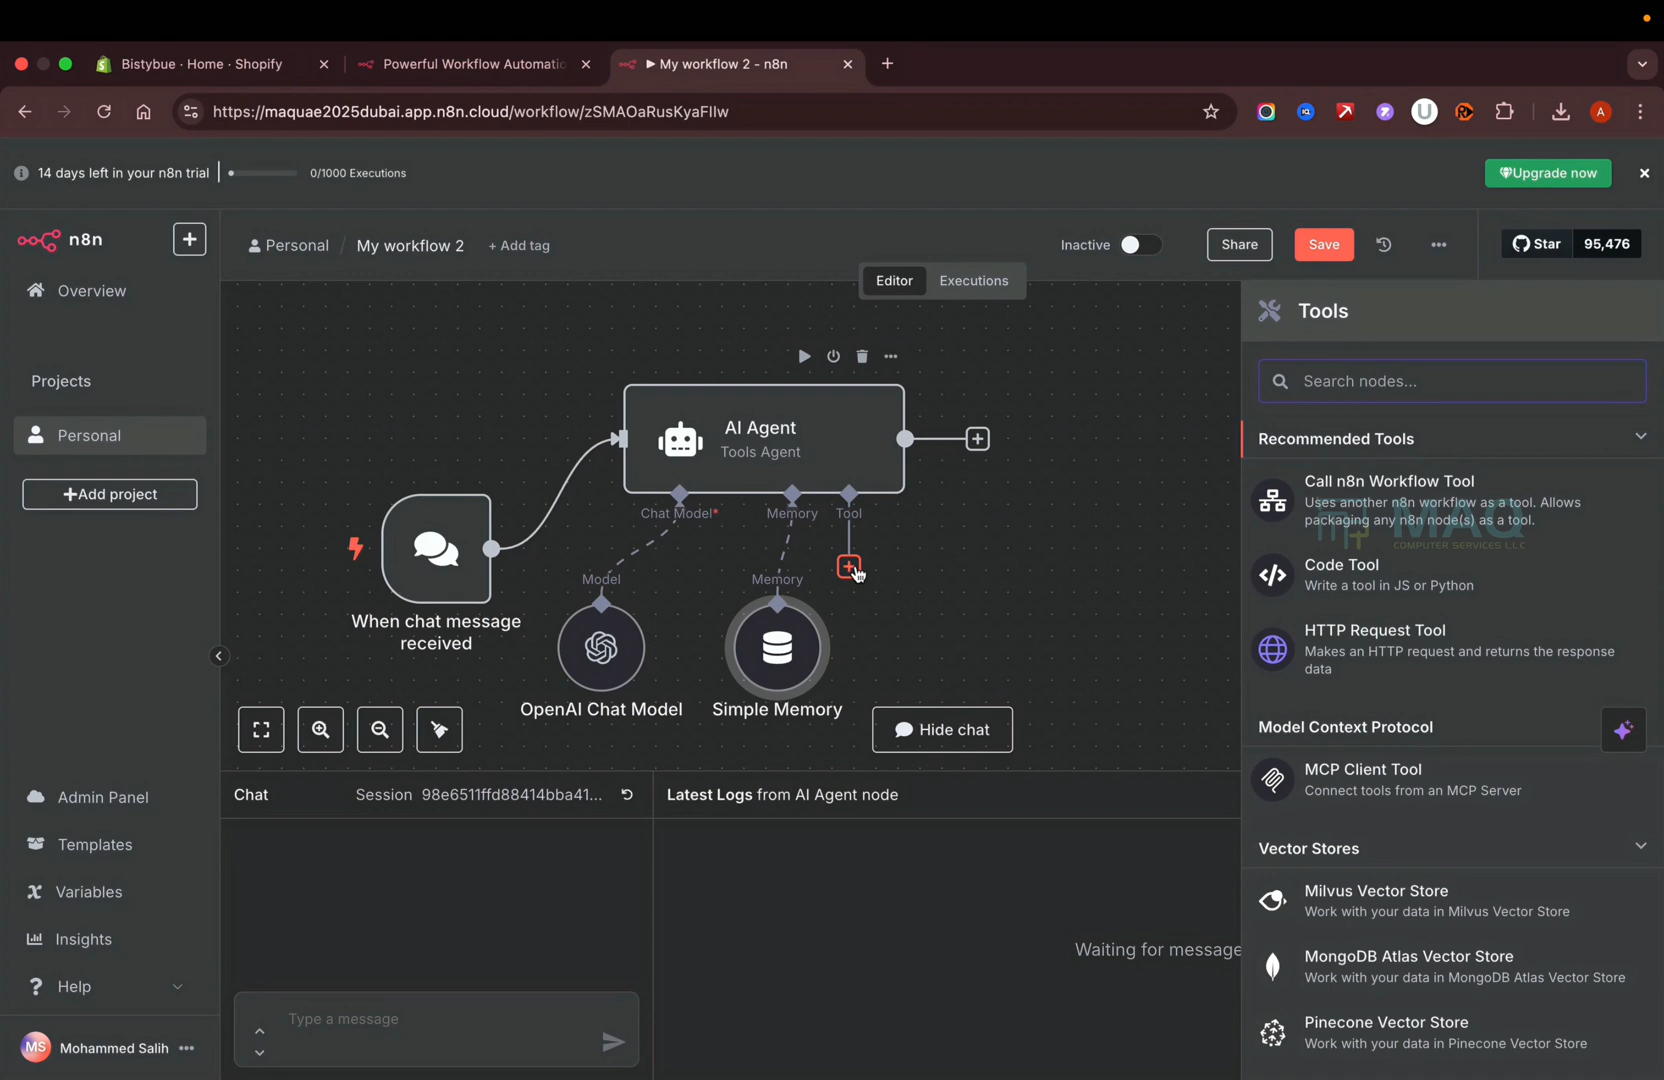 Bistybue · Home · Shopify
Powerful Workflow Automatio
My workflow 2 - n8n
https://maquae2025dubai.app.n8n.cloud/workflow/zSMAOaRusKyaFIlw
U
A
14 days left in your n8n trial
0/1000 Executions
Upgrade now
n8n
Personal / My workflow 2 + Add tag
Inactive
Share
Save
Star 95,476
Editor Executions
Overview
Projects
Personal
+Add project
Admin Panel
Templates
Variables
Insights
Help
MS Mohammed Salih
AI Agent
Tools Agent
Chat Model*
Memory
Tool
Model
Memory
When chat message
received
OpenAI Chat Model
Simple Memory
Hide chat
Chat
Session 98e6511ffd88414bba41...
Latest Logs from AI Agent node
Waiting for message
Type a message
Tools
Search nodes...
Recommended Tools
Call n8n Workflow Tool
Uses another n8n workflow as a tool. Allows
packaging any n8n node(s) as a tool.
MAQ
COMPUTER SERVICES L.L.C
Code Tool
Write a tool in JS or Python
HTTP Request Tool
Makes an HTTP request and returns the response
data
Model Context Protocol
MCP Client Tool
Connect tools from an MCP Server
Vector Stores
Milvus Vector Store
Work with your data in Milvus Vector Store
MongoDB Atlas Vector Store
Work with your data in MongoDB Atlas Vector Store
Pinecone Vector Store
Work with your data in Pinecone Vector Store